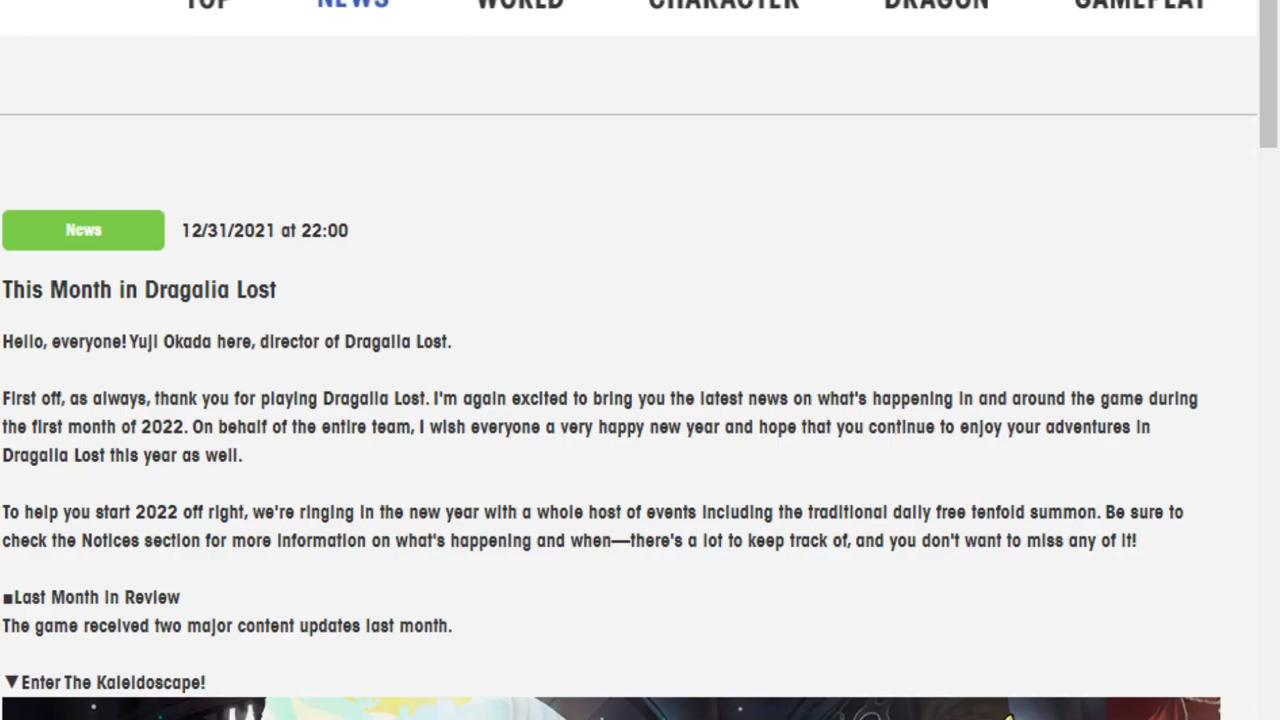 TOP NEWS WORLD CHARACTER DRAGON GAMEPLAY
News 12/31/2021 at 22:00
This Month in Dragalia Lost
Hello, everyone! Yuji Okada here, director of Dragalia Lost.
First off, as always, thank you for playing Dragalia Lost. I'm again excited to bring you the latest news on what's happening in and around the game during
the first month of 2022. On behalf of the entire team, I wish everyone a very happy new year and hope that you continue to enjoy your adventures in
Dragalia Lost this year as well.
To help you start 2022 off right, we're ringing in the new year with a whole host of events including the traditional daily free tenfold summon. Be sure to
check the Notices section for more information on what's happening and when—there's a lot to keep track of, and you don't want to miss any of it!
■Last Month in Review
The game received two major content updates last month.
▼Enter The Kaleidoscape!